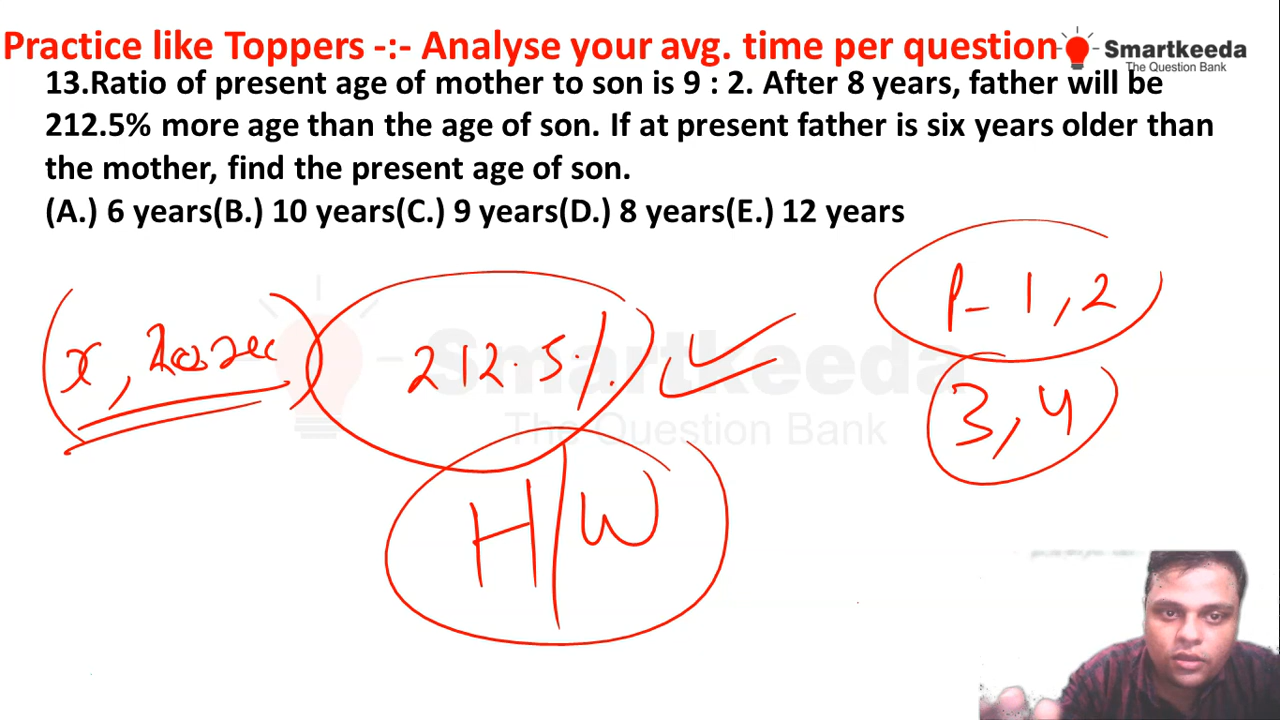 Practice like Toppers -:- Analyse your avg. time per question
Smartkeeda
The Question Bank
13.Ratio of present age of mother to son is 9 : 2. After 8 years, father will be
212.5% more age than the age of son. If at present father is six years older than
the mother, find the present age of son.
(A.) 6 years(B.) 10 years(C.) 9 years(D.) 8 years(E.) 12 years
P-1,2
212.5%
Smartkeeda
3,4
The Question Bank
H/W